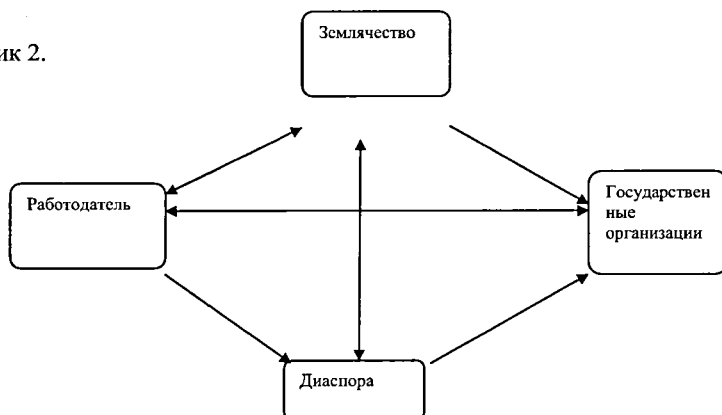 Землячество
ик 2.
Работодатель
Государствен
ные
организации
Диаспора